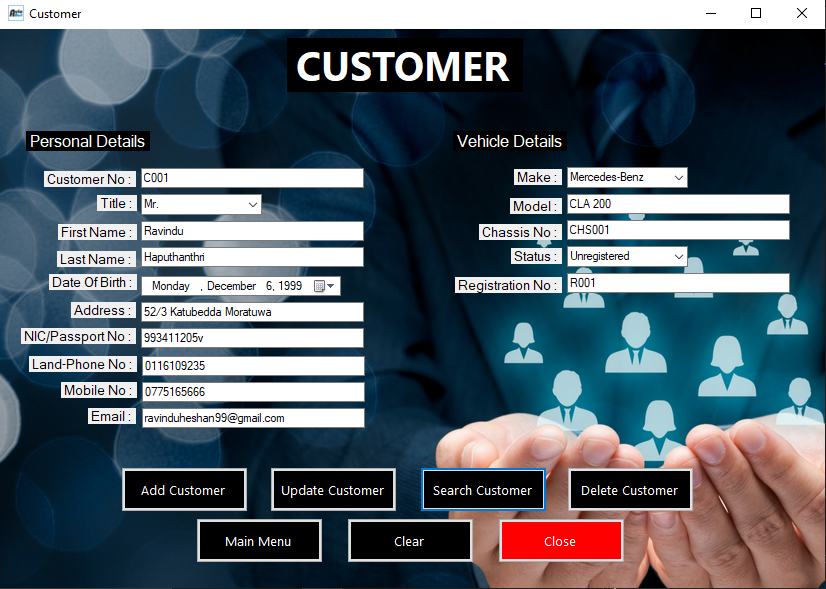 Customer
CUSTOMER
Personal Details
Customer No : C001
Title : Mr.
First Name : Ravindu
Last Name : Haputhanthri
Date Of Birth : Monday , December 6, 1999
Address : 52/3 Katubedda Moratuwa
NIC/Passport No : 993411205v
Land-Phone No : 0116109235
Mobile No : 0775165666
Email : ravinduheshan99@gmail.com
Vehicle Details
Make : Mercedes-Benz
Model : CLA 200
Chassis No : CHS001
Status : Unregistered
Registration No : R001
Add Customer Update Customer Search Customer Delete Customer
Main Menu Clear Close